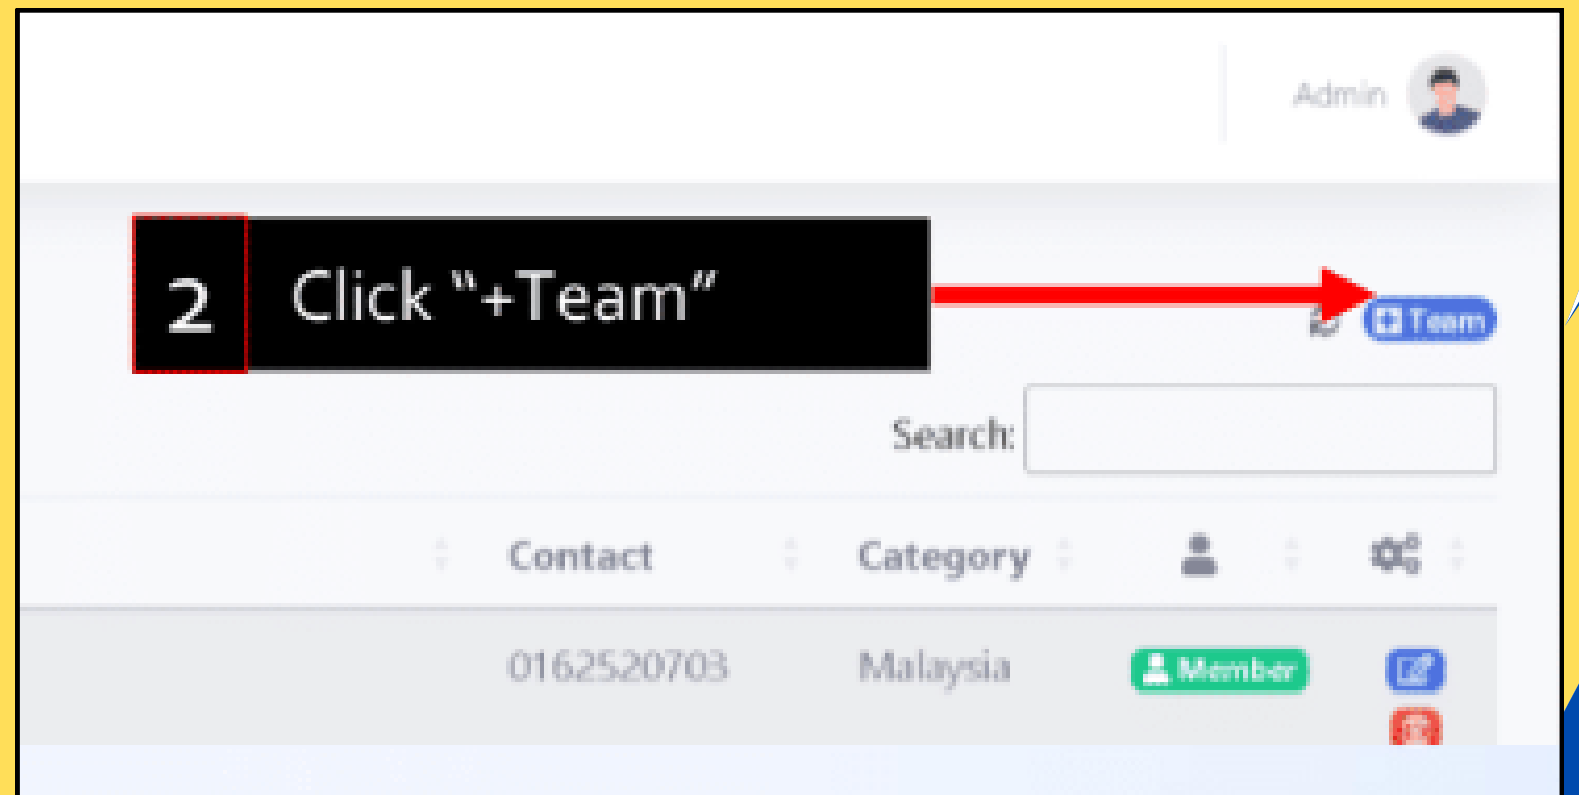 Admin
2 Click "+Team"
Team
Search:
Contact Category
0162520703 Malaysia Member